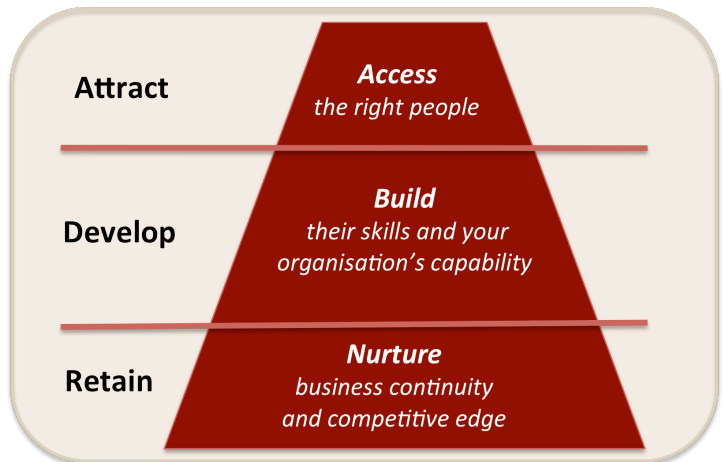 Attract
Access
the right people
Develop
Build
their skills and your
organisation's capability
Retain
Nurture
business continuity
and competitive edge